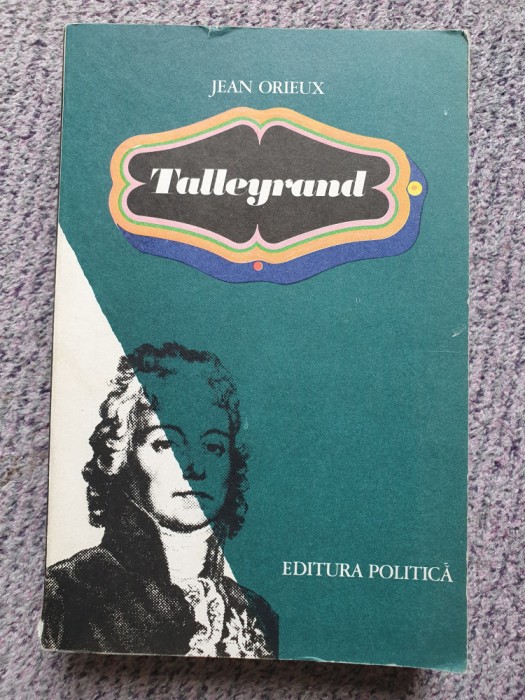 JEAN ORIEUX
Talleyrand
EDITURA POLITICĂ